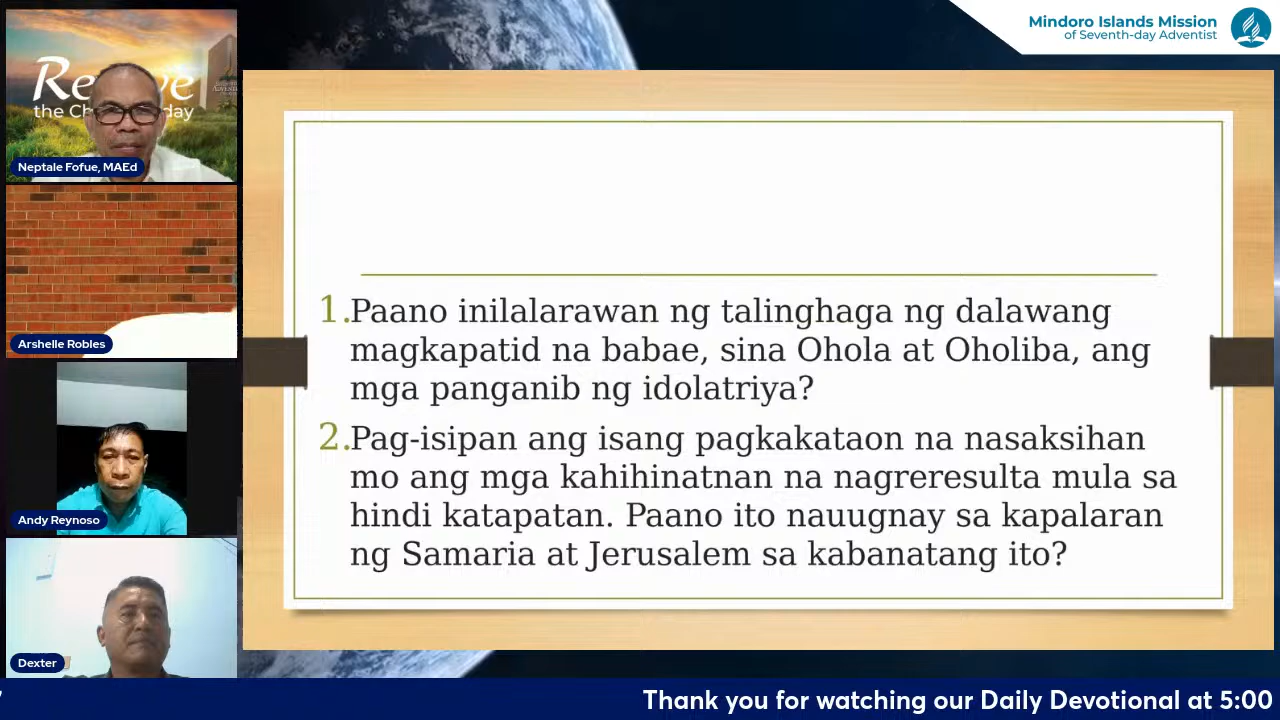 Mindoro Islands Mission
of Seventh-day Adventist
Neptale Fofue, MAEd
Arshelle Robles
Andy Reynoso
Dexter
1. Paano inilalarawan ng talinghaga ng dalawang
magkapatid na babae, sina Ohola at Oholiba, ang
mga panganib ng idolatriya?
2. Pag-isipan ang isang pagkakataon na nasaksihan
mo ang mga kahihinatnan na nagreresulta mula sa
hindi katapatan. Paano ito nauugnay sa kapalaran
ng Samaria at Jerusalem sa kabanatang ito?
Thank you for watching our Daily Devotional at 5:00